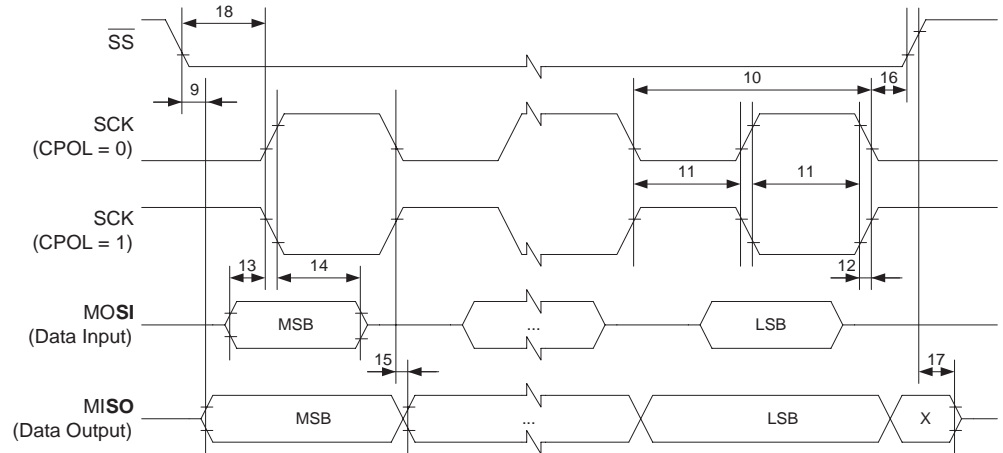 18
SS
10
16
9
SCK
(CPOL = 0)
11
11
SCK
(CPOL = 1)
13
14
12
MOSI
(Data Input)
MSB
...
LSB
15
17
MISO
(Data Output)
MSB
...
LSB
X